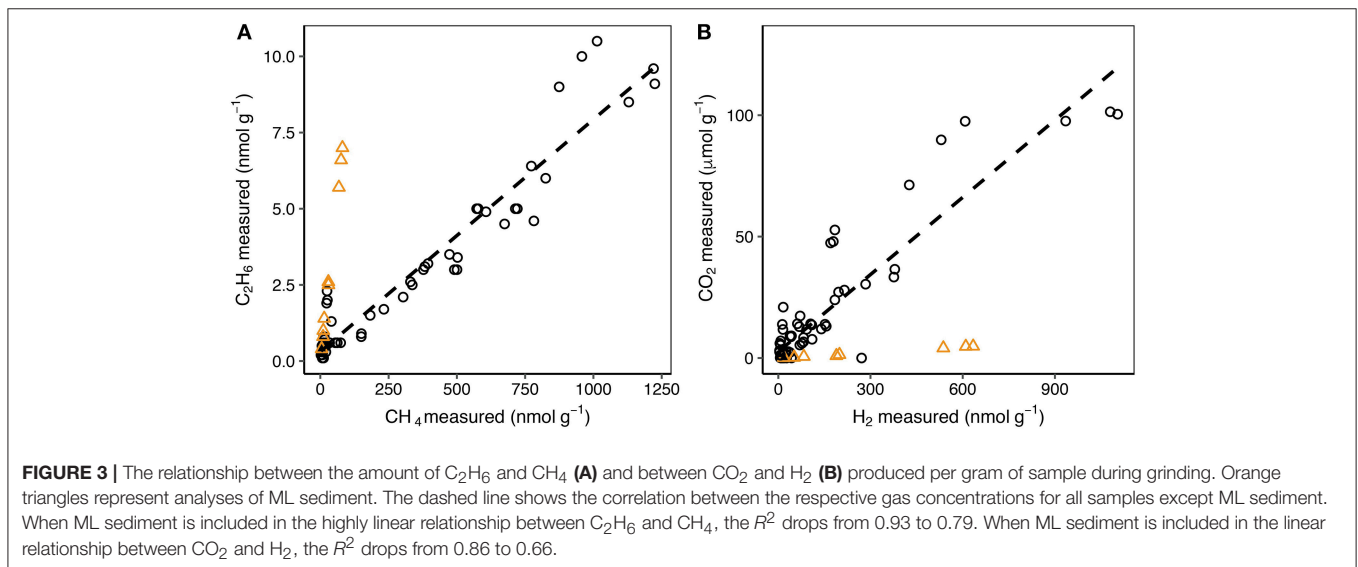 A
C₂H₆ measured (nmol g⁻¹)
10.0
7.5
5.0
2.5
0.0
0
250
500
750
1000
1250
CH₄ measured (nmol g⁻¹)
B
CO₂ measured (μmol g⁻¹)
100
50
0
0
300
600
900
H₂ measured (nmol g⁻¹)
FIGURE 3 | The relationship between the amount of C₂H₆ and CH₄ (A) and between CO₂ and H₂ (B) produced per gram of sample during grinding. Orange
triangles represent analyses of ML sediment. The dashed line shows the correlation between the respective gas concentrations for all samples except ML sediment.
When ML sediment is included in the highly linear relationship between C₂H₆ and CH₄, the R² drops from 0.93 to 0.79. When ML sediment is included in the linear
relationship between CO₂ and H₂, the R² drops from 0.86 to 0.66.